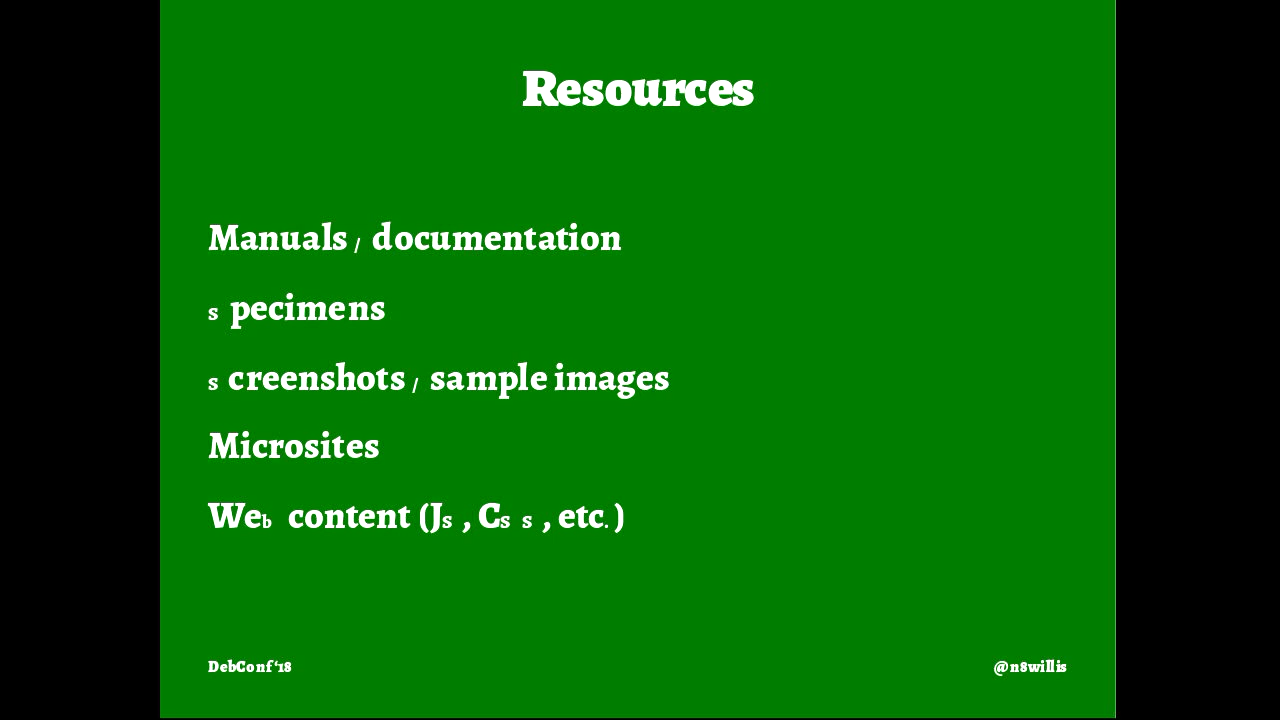 Resources
Manuals / documentation
specimens
screenshots / sample images
Microsites
Web content (Js, Css, etc.)
DebConf '18
@n8willis